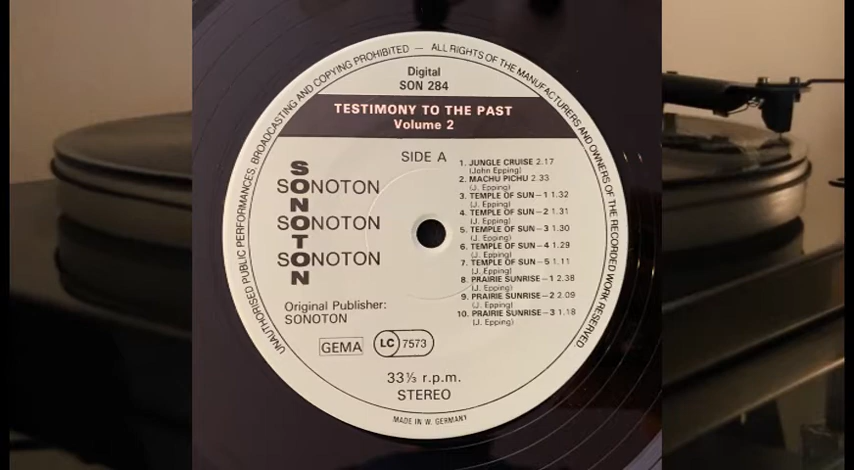 UNAUTHORISED PUBLIC PERFORMANCES, BROADCASTING AND COPYING PROHIBITED — ALL RIGHTS OF THE MANUFACTURERS AND OWNERS OF THE RECORDED WORK RESERVED.
Digital
SON 284
TESTIMONY TO THE PAST
Volume 2
SIDE A
SONOTON
SONOTON
SONOTON
SONOTON
1. JUNGLE CRUISE 2.17
(John Epping)
2. MACHU PICHU 2.33
(J. Epping)
3. TEMPLE OF SUN–1 1.32
(J. Epping)
4. TEMPLE OF SUN–2 1.31
(J. Epping)
5. TEMPLE OF SUN–3 1.30
(J. Epping)
6. TEMPLE OF SUN–4 1.29
(J. Epping)
7. TEMPLE OF SUN–5 1.11
(J. Epping)
8. PRAIRIE SUNRISE–1 2.38
(J. Epping)
9. PRAIRIE SUNRISE–2 2.09
(J. Epping)
10. PRAIRIE SUNRISE–3 1.18
(J. Epping)
Original Publisher:
SONOTON
GEMA LC 7573
33⅓ r.p.m.
STEREO
MADE IN W. GERMANY